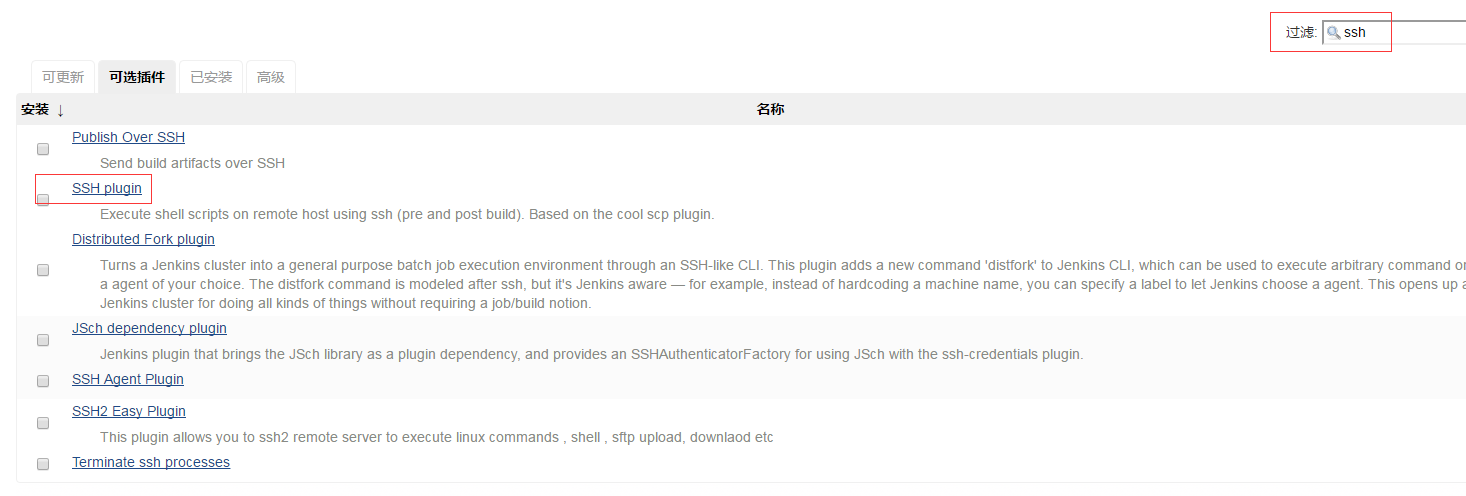 过滤: ssh
可更新 可选插件 已安装 高级
安装 ↓ 名称
Publish Over SSH
Send build artifacts over SSH
SSH plugin
Execute shell scripts on remote host using ssh (pre and post build). Based on the cool scp plugin.
Distributed Fork plugin
Turns a Jenkins cluster into a general purpose batch job execution environment through an SSH-like CLI. This plugin adds a new command 'distfork' to Jenkins CLI, which can be used to execute arbitrary command
a agent of your choice. The distfork command is modeled after ssh, but it's Jenkins aware — for example, instead of hardcoding a machine name, you can specify a label to let Jenkins choose a agent. This opens up
Jenkins cluster for doing all kinds of things without requiring a job/build notion.
JSch dependency plugin
Jenkins plugin that brings the JSch library as a plugin dependency, and provides an SSHAuthenticatorFactory for using JSch with the ssh-credentials plugin.
SSH Agent Plugin
SSH2 Easy Plugin
This plugin allows you to ssh2 remote server to execute linux commands , shell , sftp upload, downlaod etc
Terminate ssh processes